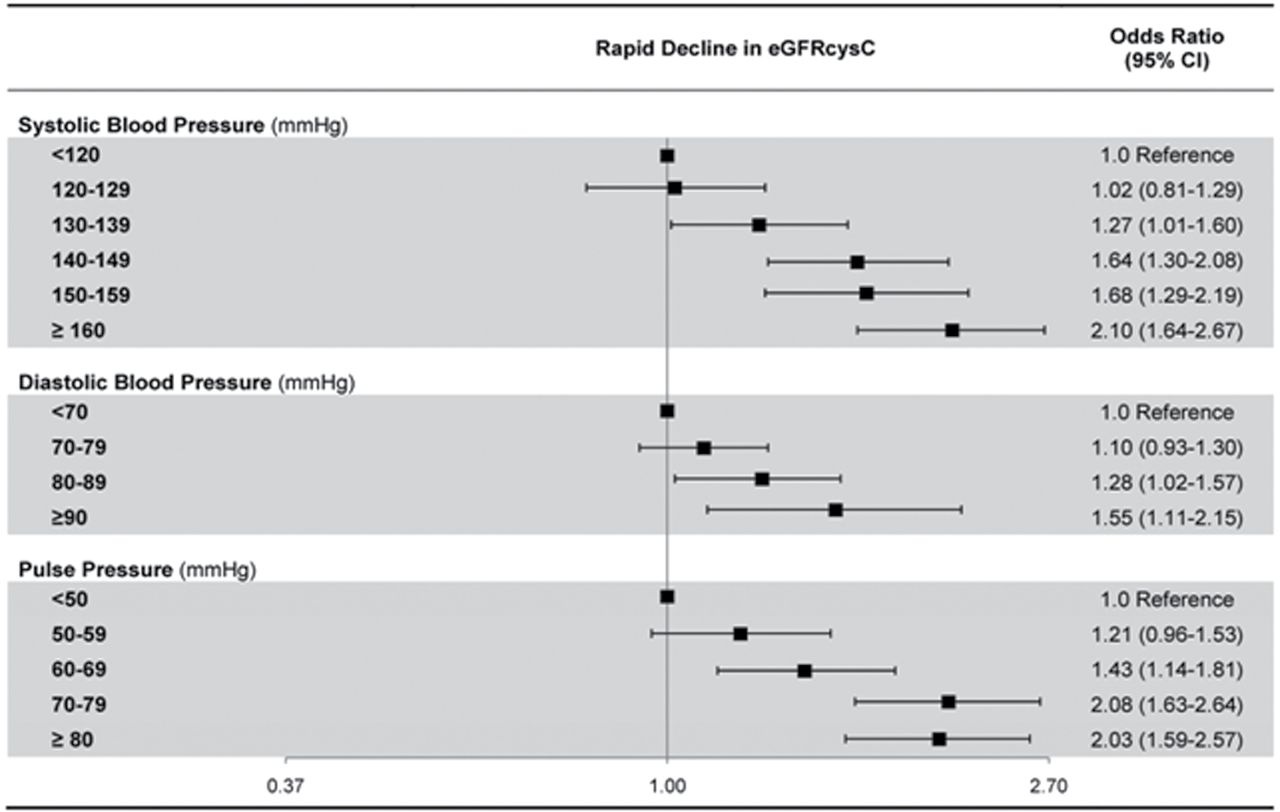 Rapid Decline in eGFRcysC Odds Ratio
(95% CI)
Systolic Blood Pressure (mmHg)
<120 1.0 Reference
120-129 1.02 (0.81-1.29)
130-139 1.27 (1.01-1.60)
140-149 1.64 (1.30-2.08)
150-159 1.68 (1.29-2.19)
≥ 160 2.10 (1.64-2.67)
Diastolic Blood Pressure (mmHg)
<70 1.0 Reference
70-79 1.10 (0.93-1.30)
80-89 1.28 (1.02-1.57)
≥90 1.55 (1.11-2.15)
Pulse Pressure (mmHg)
<50 1.0 Reference
50-59 1.21 (0.96-1.53)
60-69 1.43 (1.14-1.81)
70-79 2.08 (1.63-2.64)
≥ 80 2.03 (1.59-2.57)
0.37 1.00 2.70